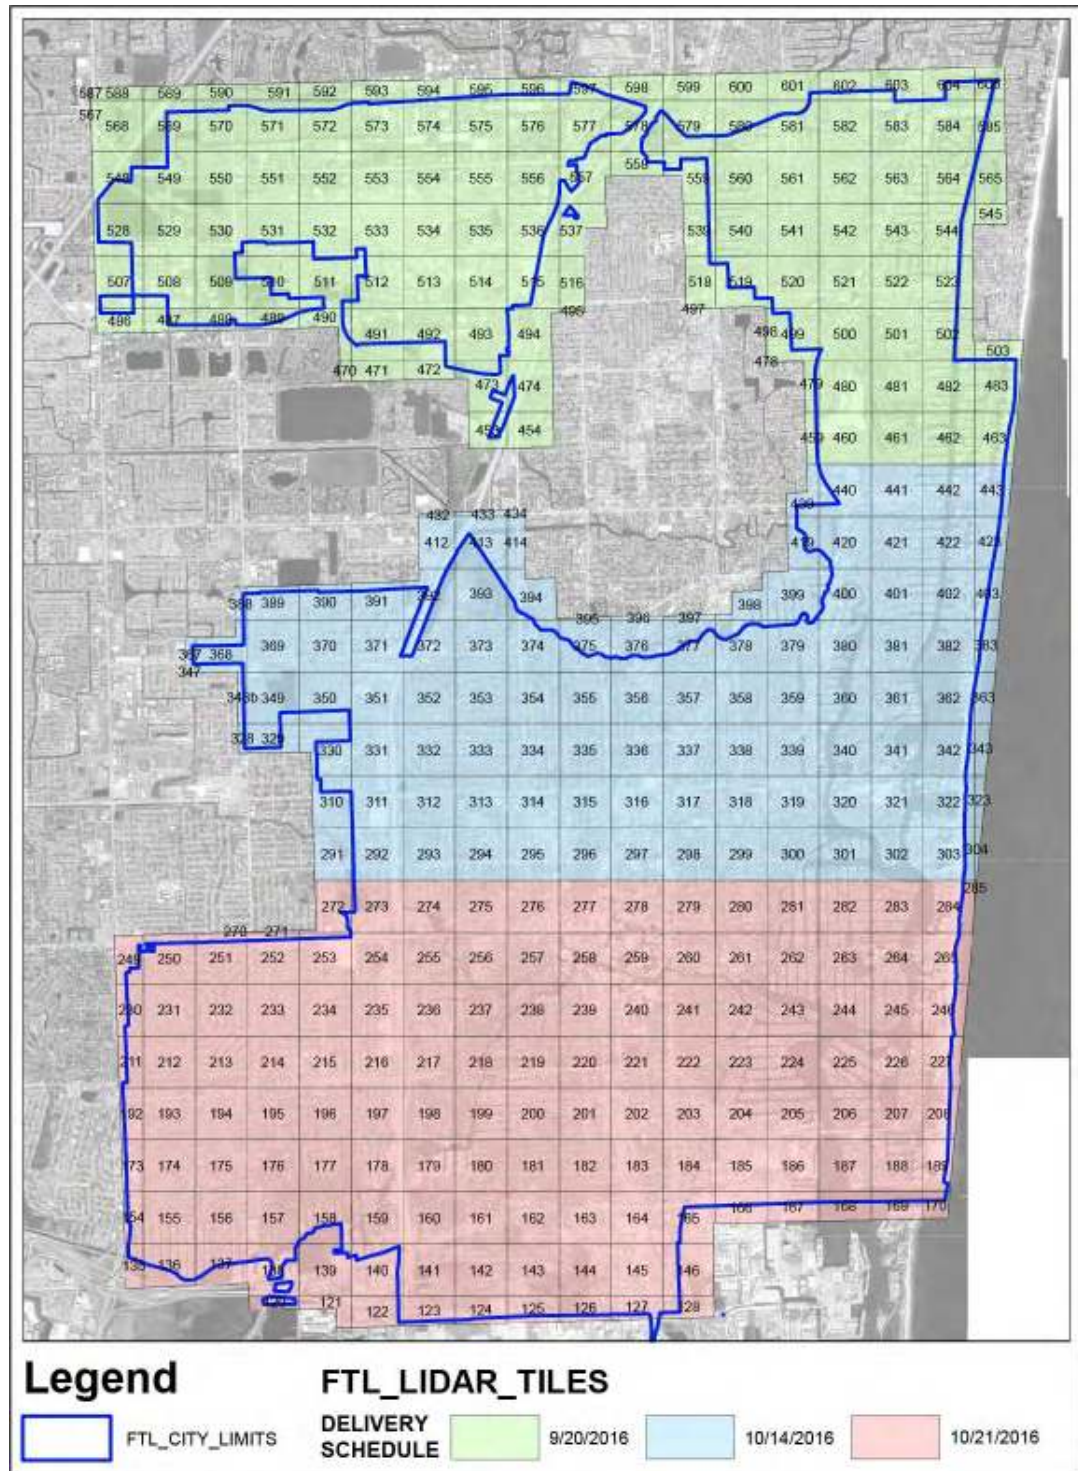 587 588 589 590 591 592 593 594 595 596 597 598 599 600 601 602 603 604 605
567
568 569 570 571 572 573 574 575 576 577 578 579 580 581 582 583 584 585
548 549 550 551 552 553 554 555 556 557 558 559 560 561 562 563 564 565
545
528 529 530 531 532 533 534 535 536 537 539 540 541 542 543 544
507 508 509 510 511 512 513 514 515 516 518 519 520 521 522 523
486 487 488 489 490 491 492 493 494 495 497 498 499 500 501 502
503
470 471 472 473 474 478 479 480 481 482 483
453 454 459 460 461 462 463
440 441 442 443
432 433 434 439
412 413 414 419 420 421 422 423
388 389 390 391 392 393 394 395 396 397 398 399 400 401 402 403
367 368 369 370 371 372 373 374 375 376 377 378 379 380 381 382 383
347
349 350 351 352 353 354 355 356 357 358 359 360 361 362 363
328 329 330 331 332 333 334 335 336 337 338 339 340 341 342 343
310 311 312 313 314 315 316 317 318 319 320 321 322 323
291 292 293 294 295 296 297 298 299 300 301 302 303 304
285
272 273 274 275 276 277 278 279 280 281 282 283 284
270 271
249 250 251 252 253 254 255 256 257 258 259 260 261 262 263 264 265
230 231 232 233 234 235 236 237 238 239 240 241 242 243 244 245 246
211 212 213 214 215 216 217 218 219 220 221 222 223 224 225 226 227
192 193 194 195 196 197 198 199 200 201 202 203 204 205 206 207 208
173 174 175 176 177 178 179 180 181 182 183 184 185 186 187 188 189
154 155 156 157 158 159 160 161 162 163 164 165 166 167 168 169 170
135 136 137 138 139 140 141 142 143 144 145 146
121 122 123 124 125 126 127 128
Legend
FTL_LIDAR_TILES
FTL_CITY_LIMITS
DELIVERY SCHEDULE
9/20/2016 10/14/2016 10/21/2016